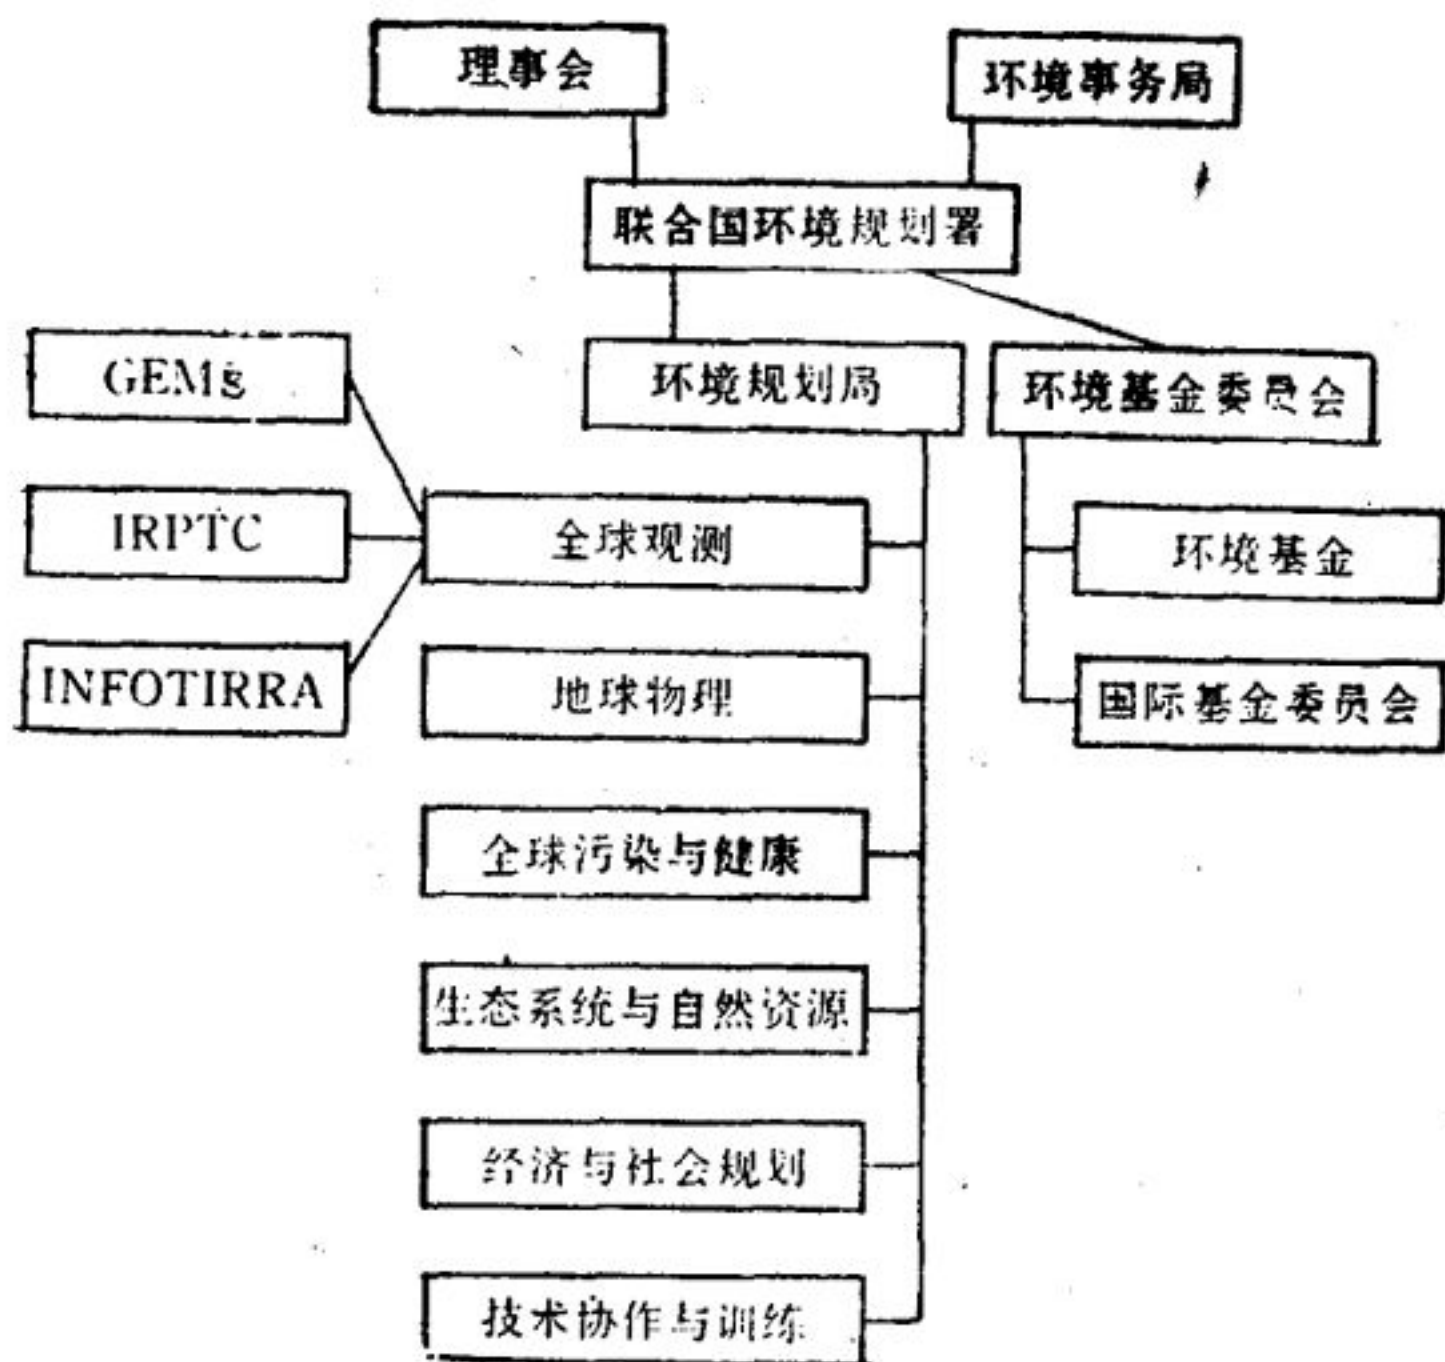 理事会
环境事务局
联合国环境规划署
环境规划局
环境基金委员会
GEMs
IRPTC
INFOTIRRA
全球观测
地球物理
全球污染与健康
生态系统与自然资源
经济与社会规划
技术协作与训练
环境基金
国际基金委员会